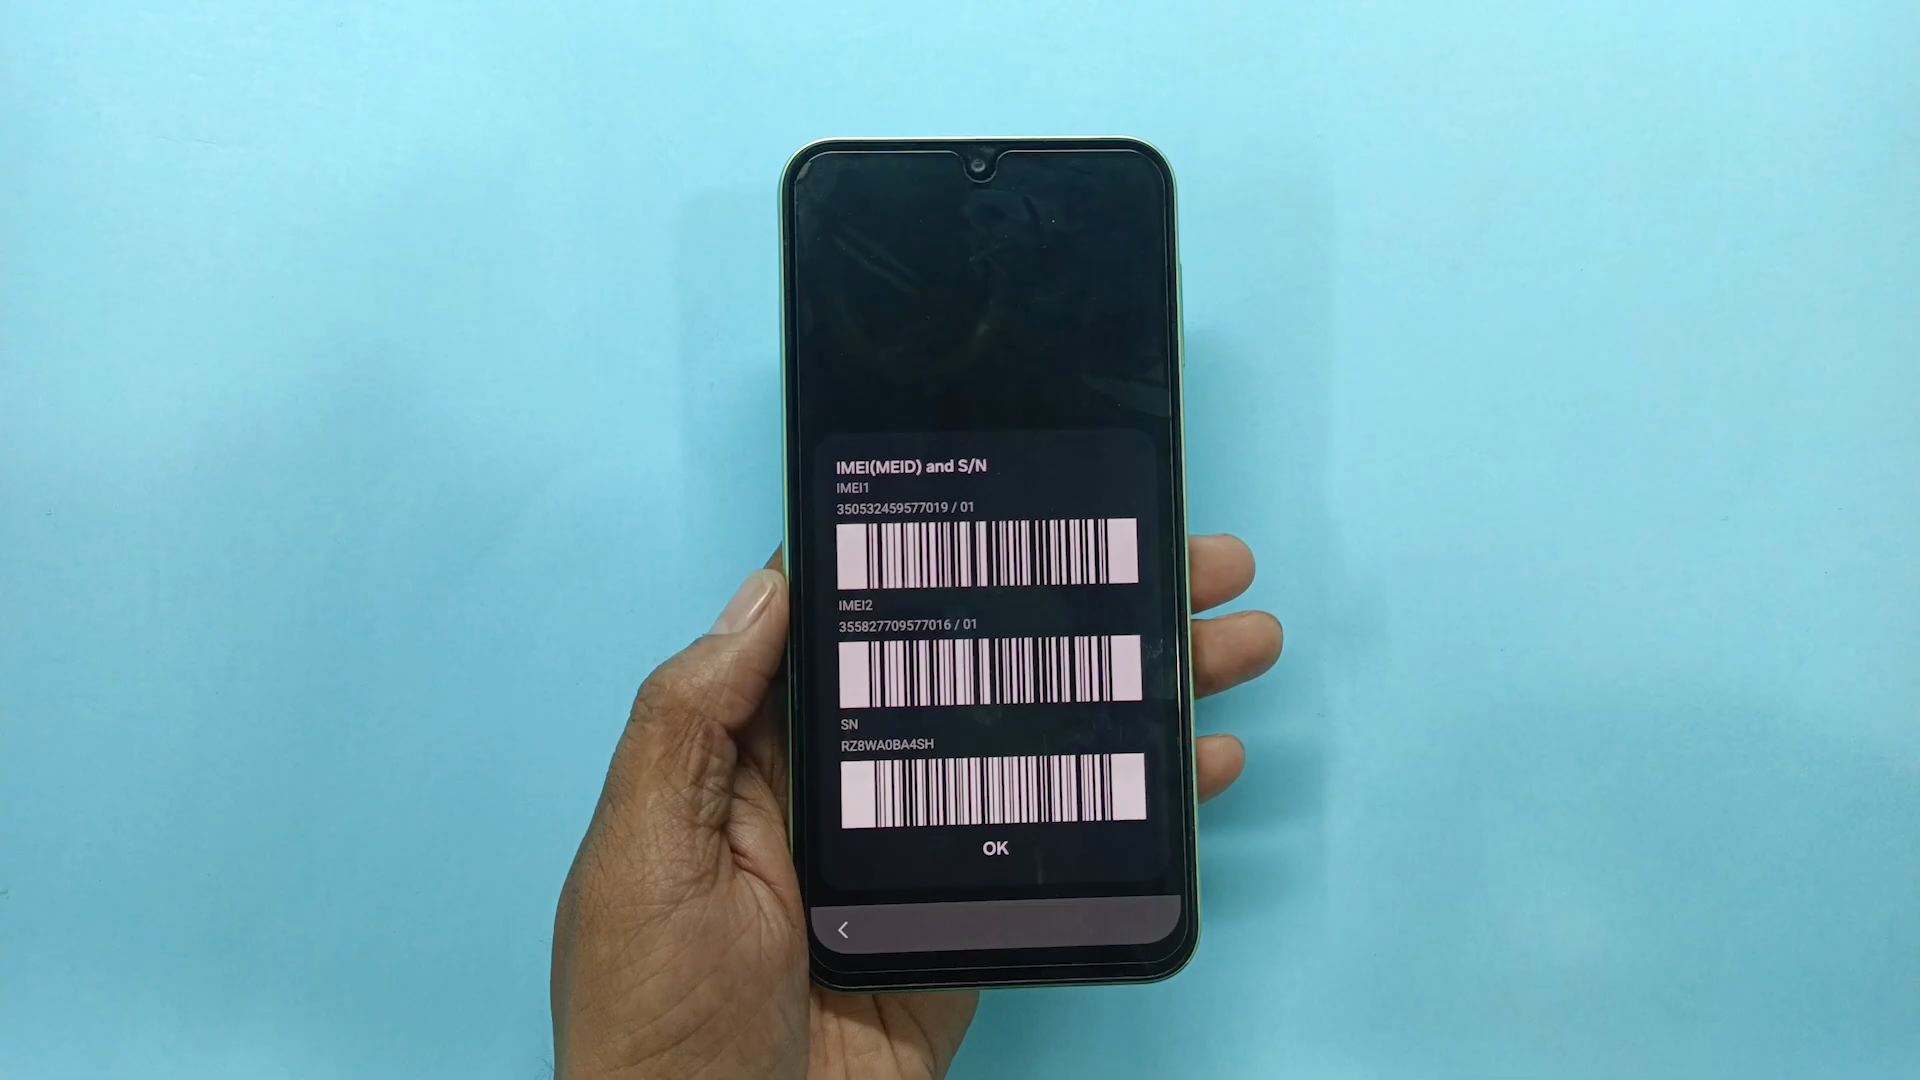 IMEI(MEID) and S/N
IMEI1
350532459577019 / 01
IMEI2
355827709577016 / 01
SN
RZ8WA0BA4SH
OK